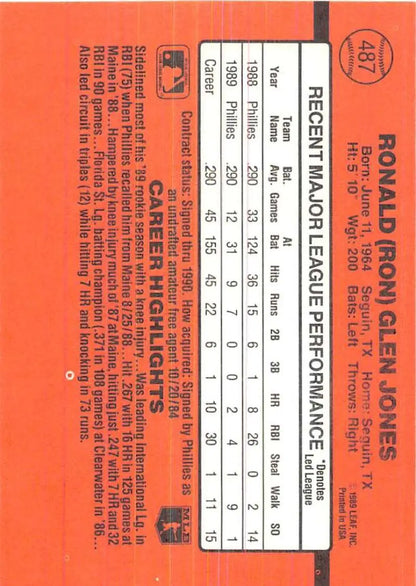 487
RONALD (RON) GLEN JONES
Born: June 11, 1964 Seguin, TX Home: Seguin, TX
Ht: 5' 10" Wgt: 200 Bats: Left Throws: Right
© 1989 LEAF, INC.
Printed in USA
RECENT MAJOR LEAGUE PERFORMANCE
*Denotes
Led League
Year Team Name Bat. Avg. Games At Bat Hits Runs 2B 3B HR RBI Steal Walk SO
1988 Phillies .290 33 124 36 15 6 1 8 26 0 2 14
1989 Phillies .290 12 31 9 7 0 0 2 4 1 9 1
Career .290 45 155 45 22 6 1 10 30 1 11 15
Contract status: Signed thru 1990. How acquired: Signed by Phillies as
an undrafted amateur free agent 10/20/84
CAREER HIGHLIGHTS
Sidelined most of his '89 rookie season with a knee injury... Was leading International Lg. in
RBI (75) when Phillies recalled him from Maine 8/25/88... Hit .267 with 16 HR in 125 games at
Maine in '88... Hampered by knee injury much of '87 at Maine, hitting just .247 with 7 HR and 32
RBI in 90 games... Florida St. Lg. batting champion (.371 in 108 games) at Clearwater in '86...
Also led circuit in triples (12) while hitting 7 HR and knocking in 73 runs.